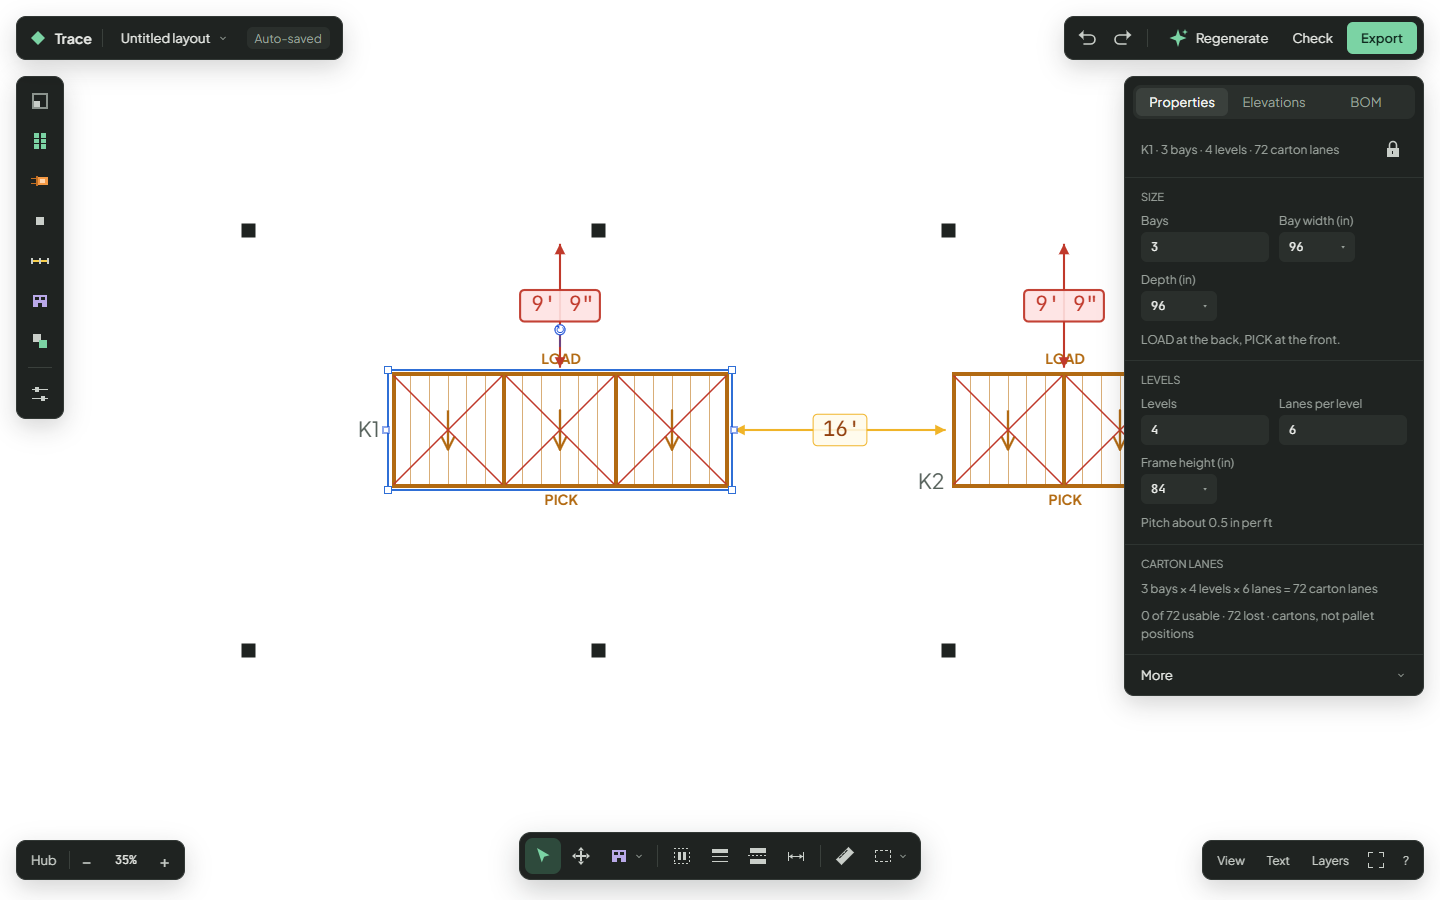 Trace
Untitled layout
Auto-saved
Regenerate
Check
Export
Properties
Elevations
BOM
K1 · 3 bays · 4 levels · 72 carton lanes
SIZE
Bays
Bay width (in)
3
96
Depth (in)
96
LOAD at the back, PICK at the front.
LEVELS
Levels
Lanes per level
4
6
Frame height (in)
84
Pitch about 0.5 in per ft
CARTON LANES
3 bays × 4 levels × 6 lanes = 72 carton lanes
0 of 72 usable · 72 lost · cartons, not pallet
positions
More
9' 9"
9' 9"
LOAD
LOAD
K1
16'
K2
PICK
PICK
Hub
35%
View
Text
Layers
?